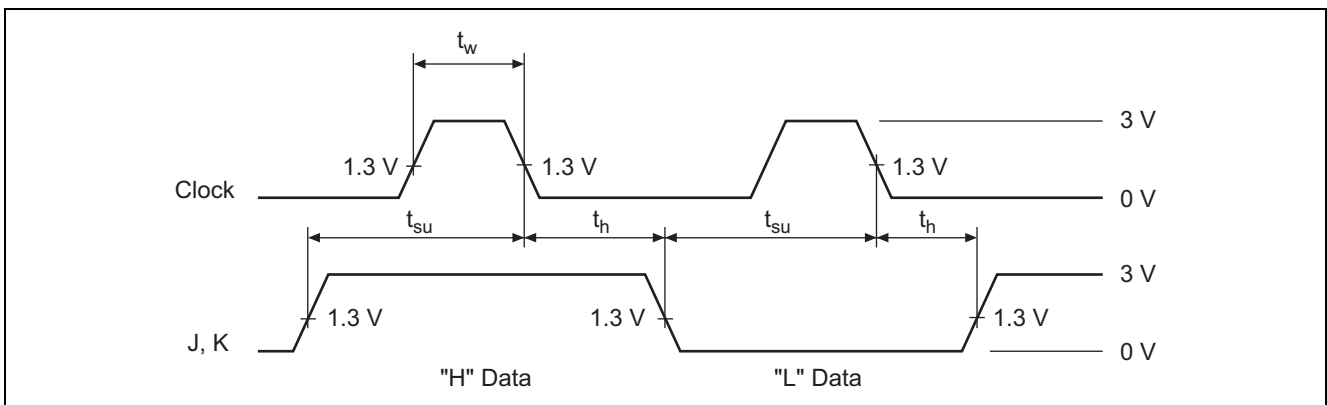 t_w
3 V
1.3 V
1.3 V
1.3 V
Clock
0 V
t_su
t_h
t_su
t_h
3 V
1.3 V
1.3 V
1.3 V
J, K
0 V
"H" Data
"L" Data